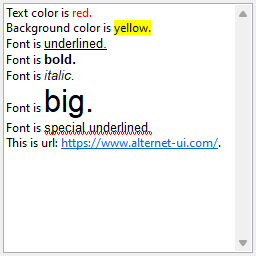 Text color is red.
Background color is yellow.
Font is underlined.
Font is bold.
Font is italic.
Font is big.
Font is special underlined.
This is url: https://www.alternet-ui.com/.